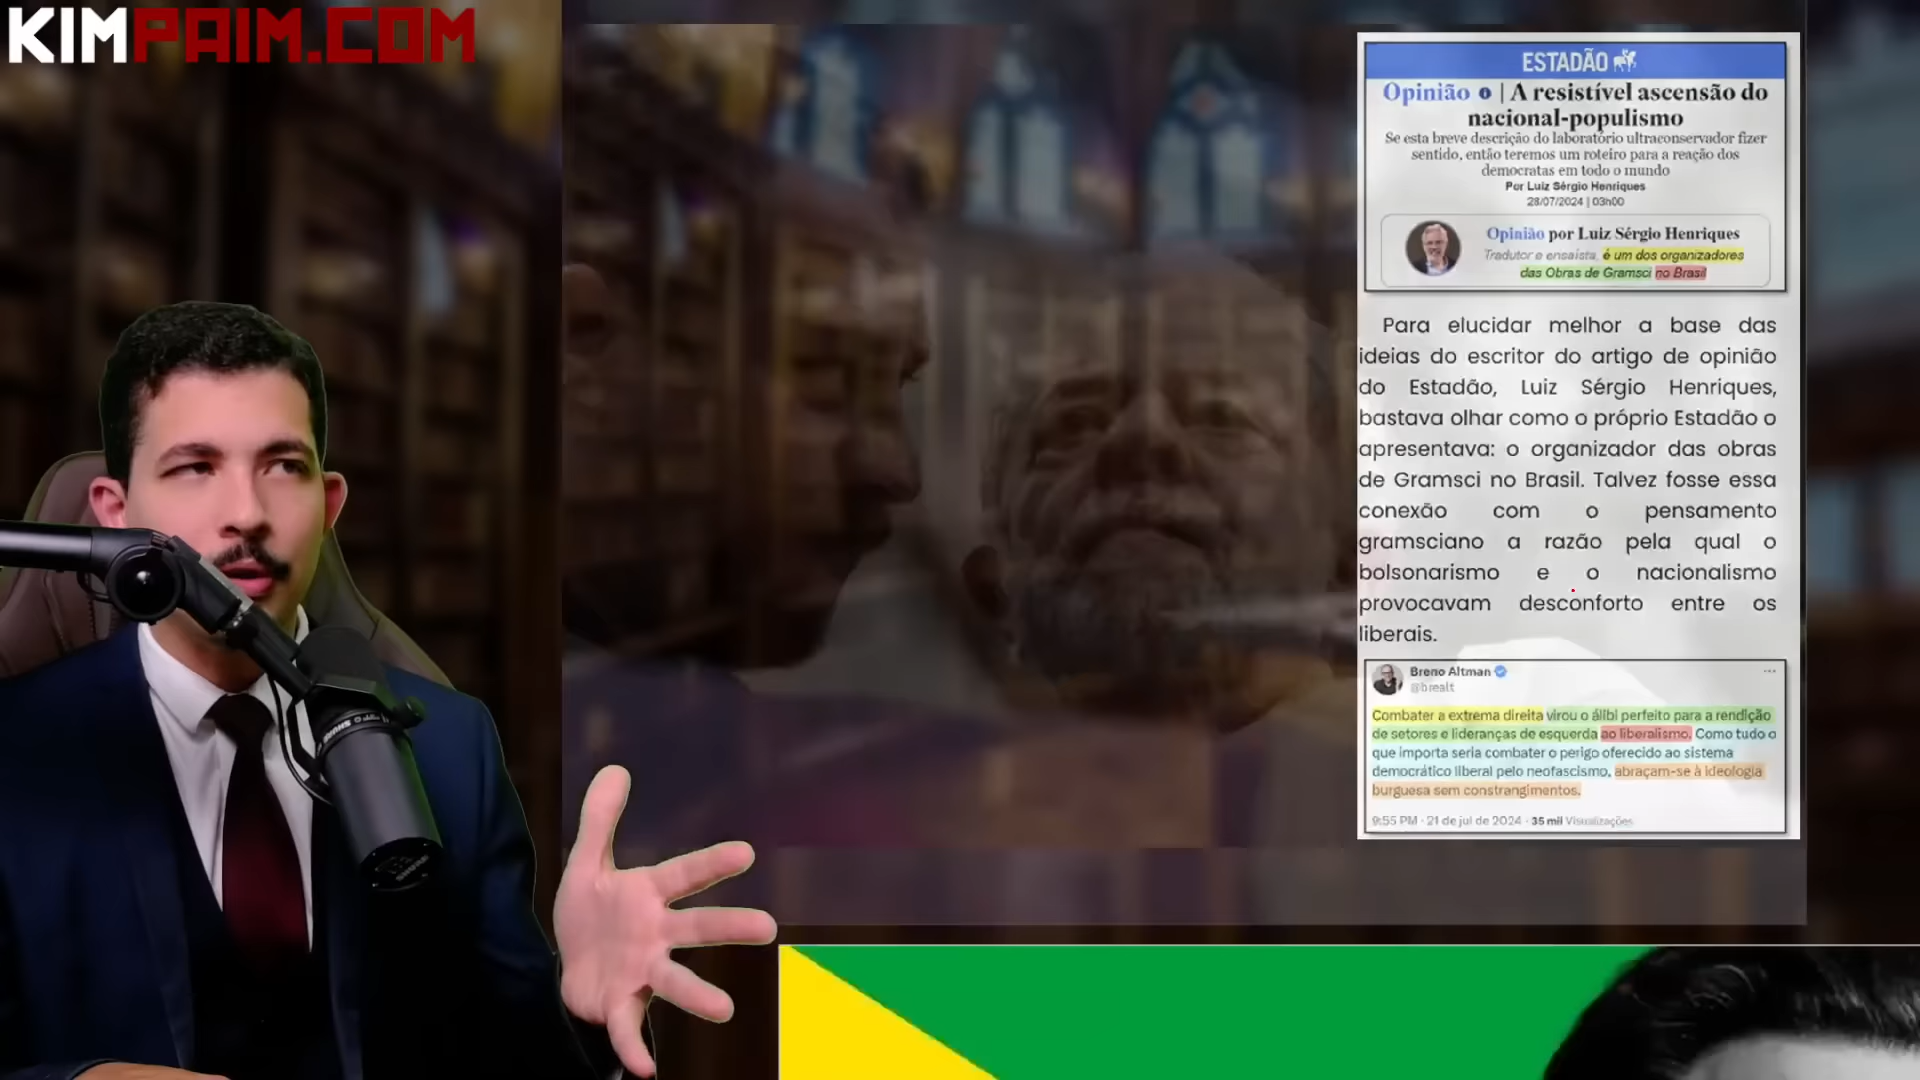 KIMPAIM.COM
ESTADÃO
Opinião | A resistível ascensão do
nacional-populismo
Se esta breve descrição do laboratório ultraconservador fizer
sentido, então teremos um roteiro para a reação dos
democratas em todo o mundo
Por Luiz Sérgio Henriques
28/07/2024 | 03h00
Opinião por Luiz Sérgio Henriques
Tradutor e ensaísta, é um dos organizadores
das Obras de Gramsci no Brasil
Para elucidar melhor a base das
ideias do escritor do artigo de opinião
do Estadão, Luiz Sérgio Henriques,
bastava olhar como o próprio Estadão o
apresentava: o organizador das obras
de Gramsci no Brasil. Talvez fosse essa
conexão com o pensamento
gramsciano a razão pela qual o
bolsonarismo e o nacionalismo
provocavam desconforto entre os
liberais.
Breno Altman
@brealt
Combater a extrema direita virou o álibi perfeito para a rendição
de setores e lideranças de esquerda ao liberalismo. Como tudo o
que importa seria combater o perigo oferecido ao sistema
democrático liberal pelo neofascismo, abraçam-se à ideologia
burguesa sem constrangimentos.
9:55 PM · 21 de jul de 2024 · 35 mil Visualizações
SHURE